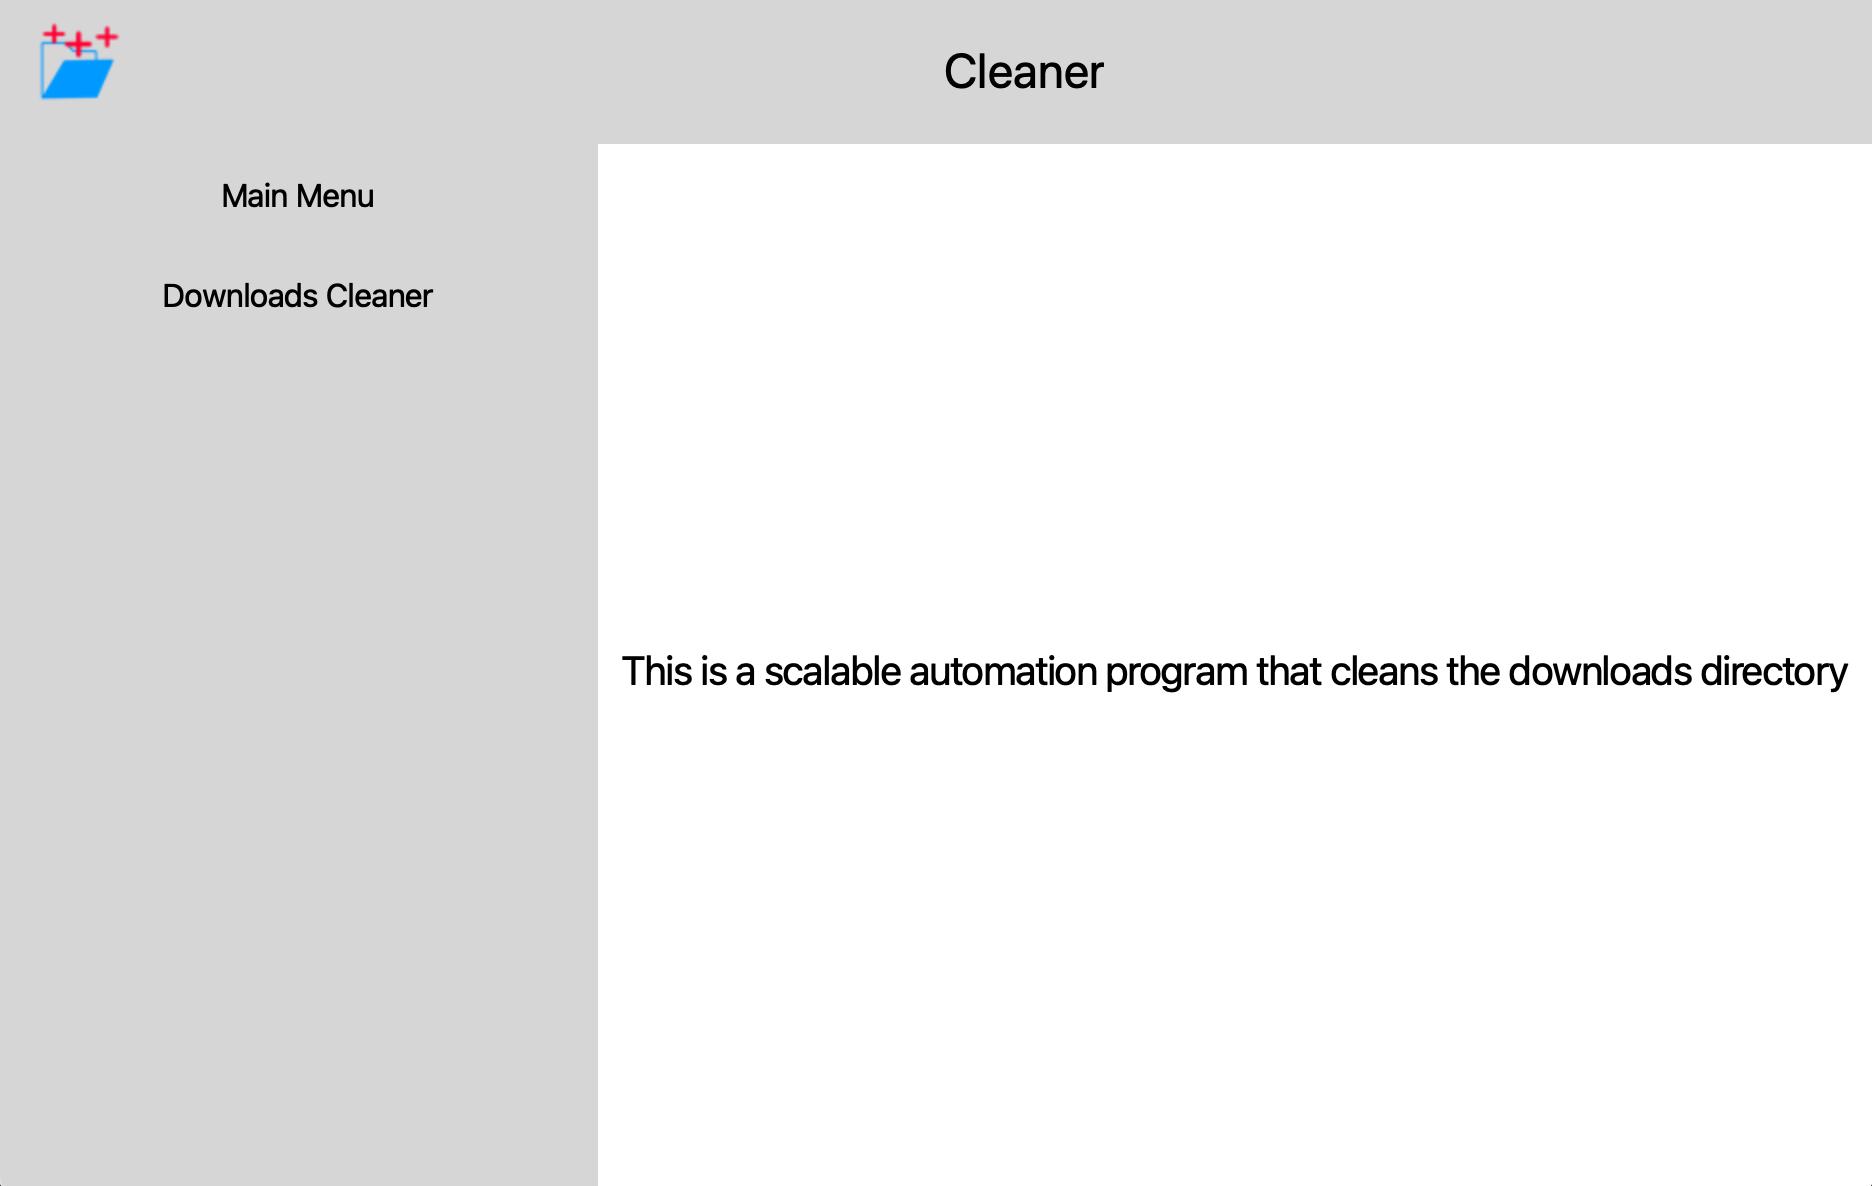 Cleaner
Main Menu
Downloads Cleaner
This is a scalable automation program that cleans the downloads directory